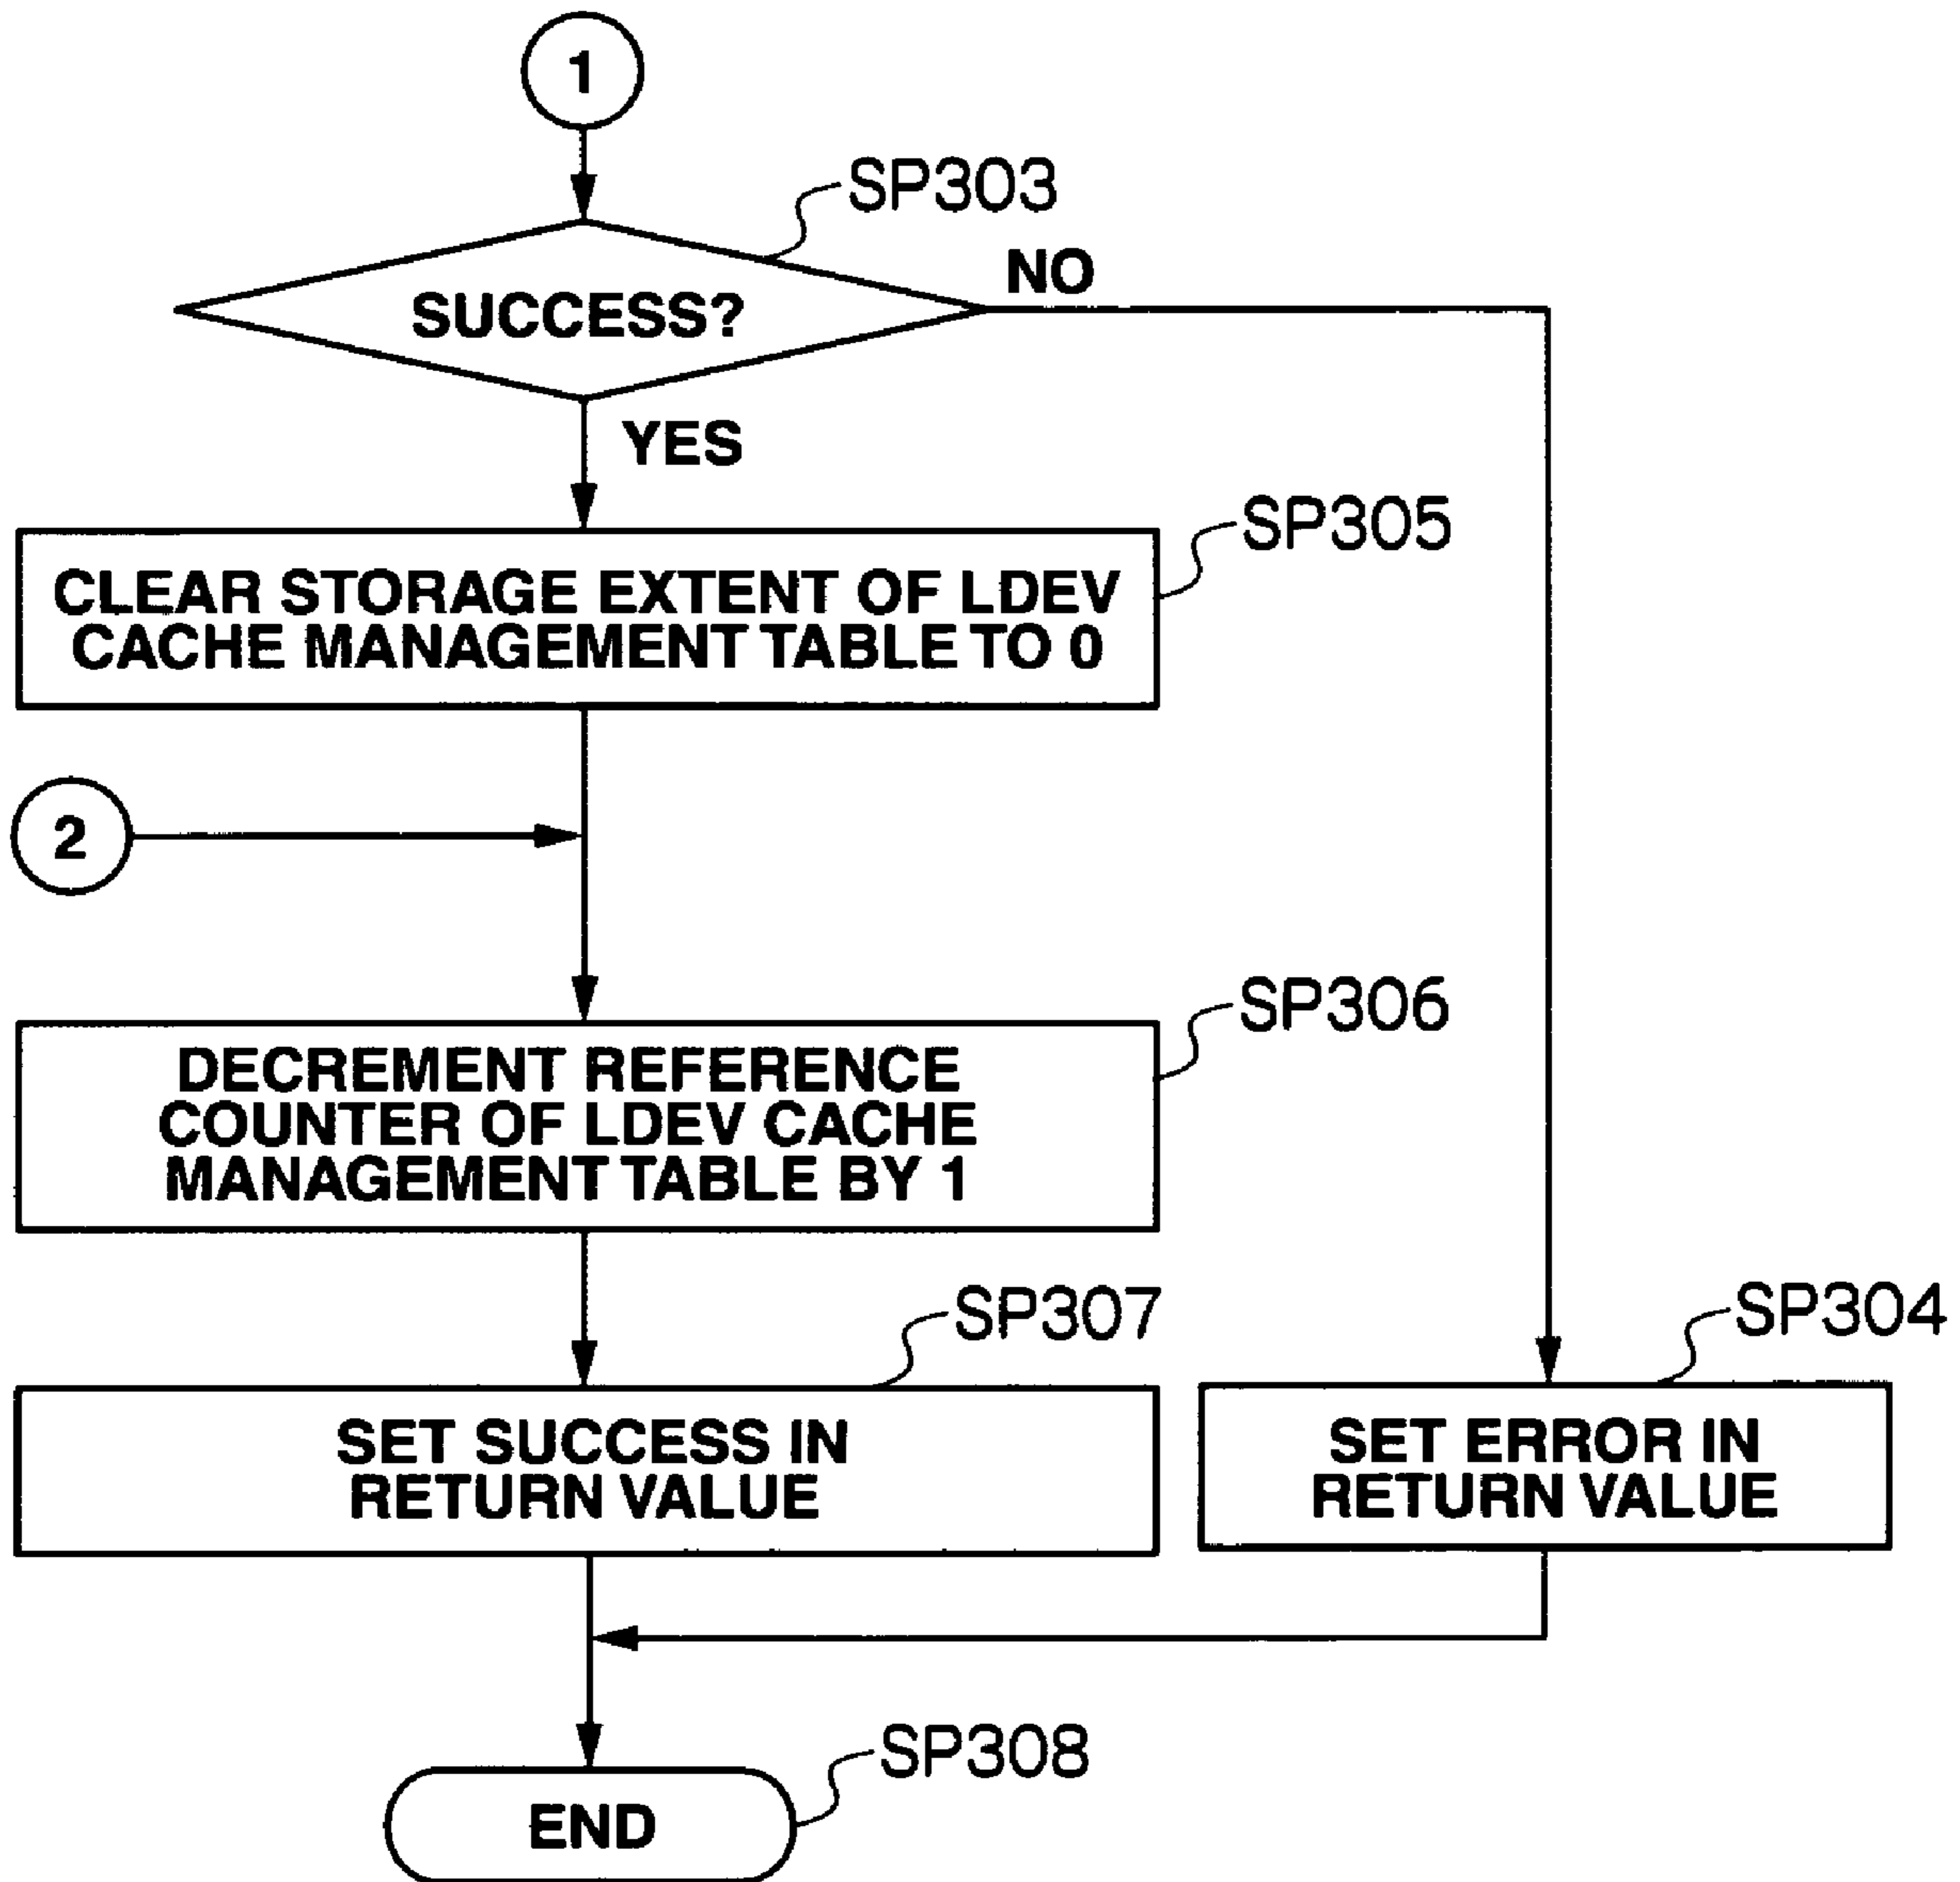 1
SP303
SUCCESS?
NO
YES
SP305
CLEAR STORAGE EXTENT OF LDEV
CACHE MANAGEMENT TABLE TO 0
2
SP306
DECREMENT REFERENCE
COUNTER OF LDEV CACHE
MANAGEMENT TABLE BY 1
SP307
SP304
SET SUCCESS IN
RETURN VALUE
SET ERROR IN
RETURN VALUE
SP308
END